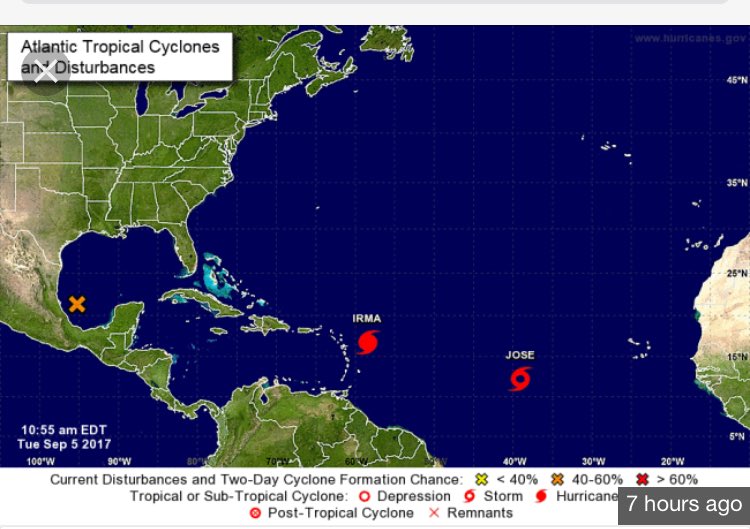 www.hurricanes.gov
Atlantic Tropical Cyclones
and Disturbances
45°N
35°N
25°N
IRMA
JOSE
15°N
10:55 am EDT
Tue Sep 5 2017
5°N
100°W 90°W 80°W 70°W 60°W 40°W 30°W 20°W
Current Disturbances and Two-Day Cyclone Formation Chance: < 40% 40-60% > 60%
Tropical or Sub-Tropical Cyclone: Depression Storm Hurricane
7 hours ago
Post-Tropical Cyclone Remnants